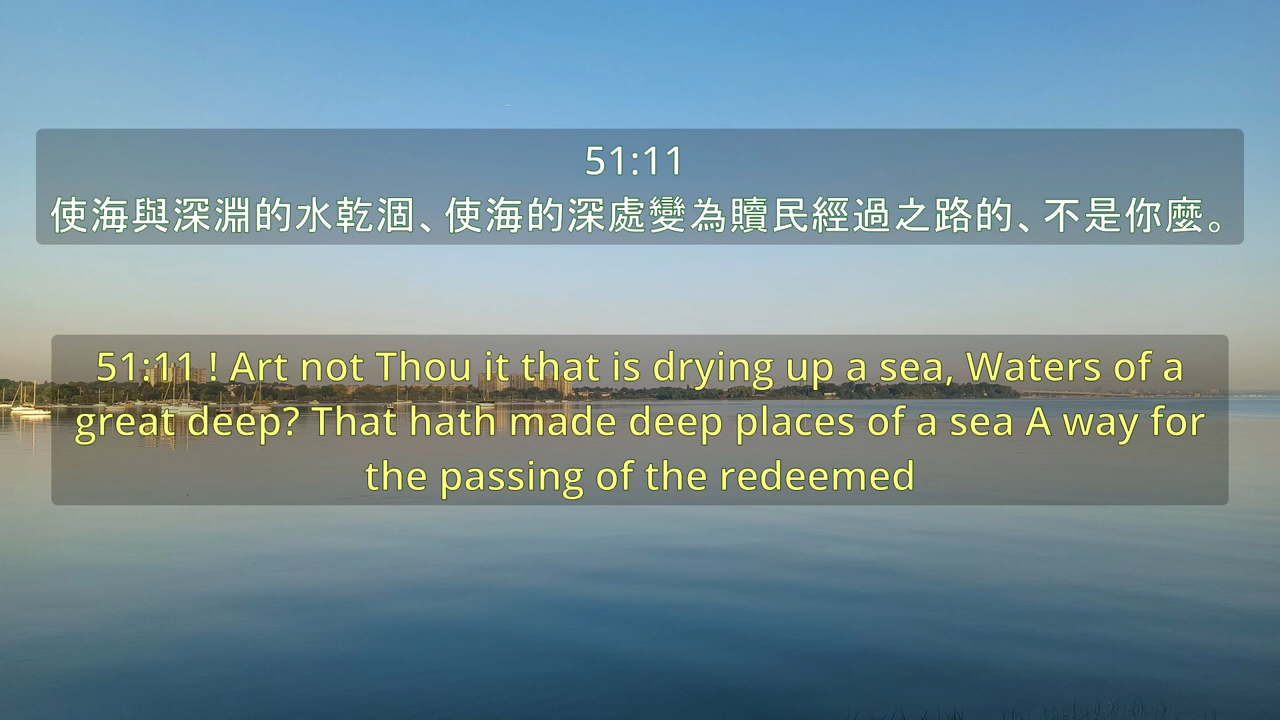 51:11
使海與深淵的水乾涸、使海的深處變為贖民經過之路的、不是你麼。
51:11 ! Art not Thou it that is drying up a sea, Waters of a
great deep? That hath made deep places of a sea A way for
the passing of the redeemed